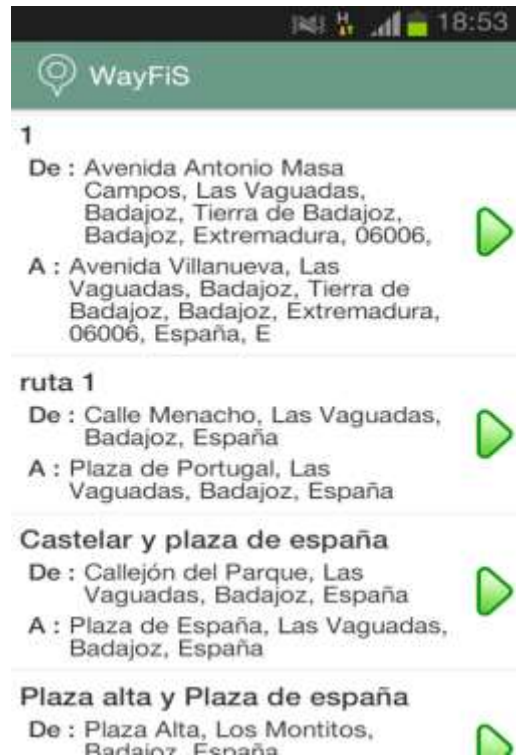 18:53
WayFiS
1
De : Avenida Antonio Masa
Campos, Las Vaguadas,
Badajoz, Tierra de Badajoz,
Badajoz, Extremadura, 06006,
A : Avenida Villanueva, Las
Vaguadas, Badajoz, Tierra de
Badajoz, Badajoz, Extremadura,
06006, España, E
ruta 1
De : Calle Menacho, Las Vaguadas,
Badajoz, España
A : Plaza de Portugal, Las
Vaguadas, Badajoz, España
Castelar y plaza de españa
De : Callejón del Parque, Las
Vaguadas, Badajoz, España
A : Plaza de España, Las Vaguadas,
Badajoz, España
Plaza alta y Plaza de españa
De : Plaza Alta, Los Montitos,
Badajoz, España